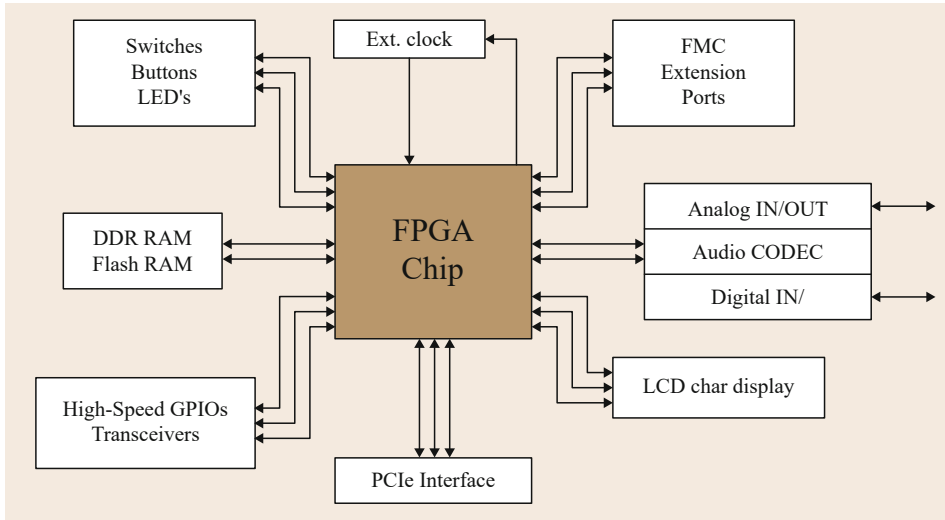 Switches
Buttons
LED's
Ext. clock
FMC
Extension
Ports
FPGA
Chip
DDR RAM
Flash RAM
Analog IN/OUT
Audio CODEC
Digital IN/
High-Speed GPIOs
Transceivers
LCD char display
PCIe Interface